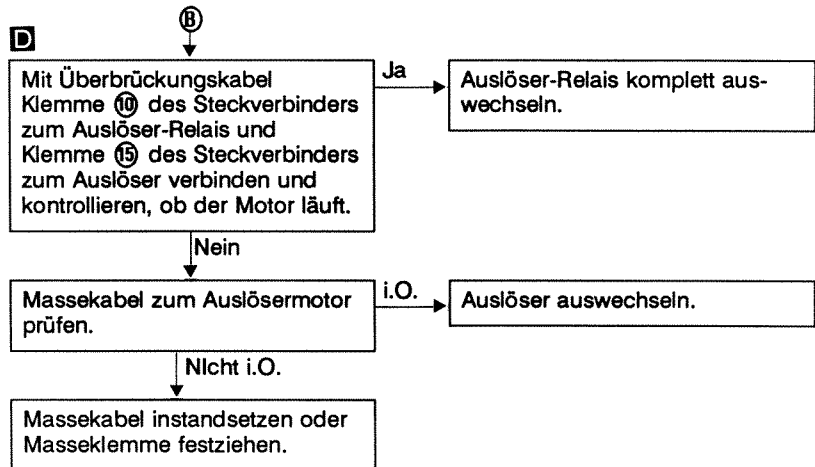 Ⓑ
D
Mit Überbrückungskabel
Klemme ⑩ des Steckverbinders
zum Auslöser-Relais und
Klemme ⑮ des Steckverbinders
zum Auslöser verbinden und
kontrollieren, ob der Motor läuft.
Ja
Auslöser-Relais komplett aus-
wechseln.
Nein
Massekabel zum Auslösermotor
prüfen.
i.O.
Auslöser auswechseln.
NIcht i.O.
Massekabel instandsetzen oder
Masseklemme festziehen.